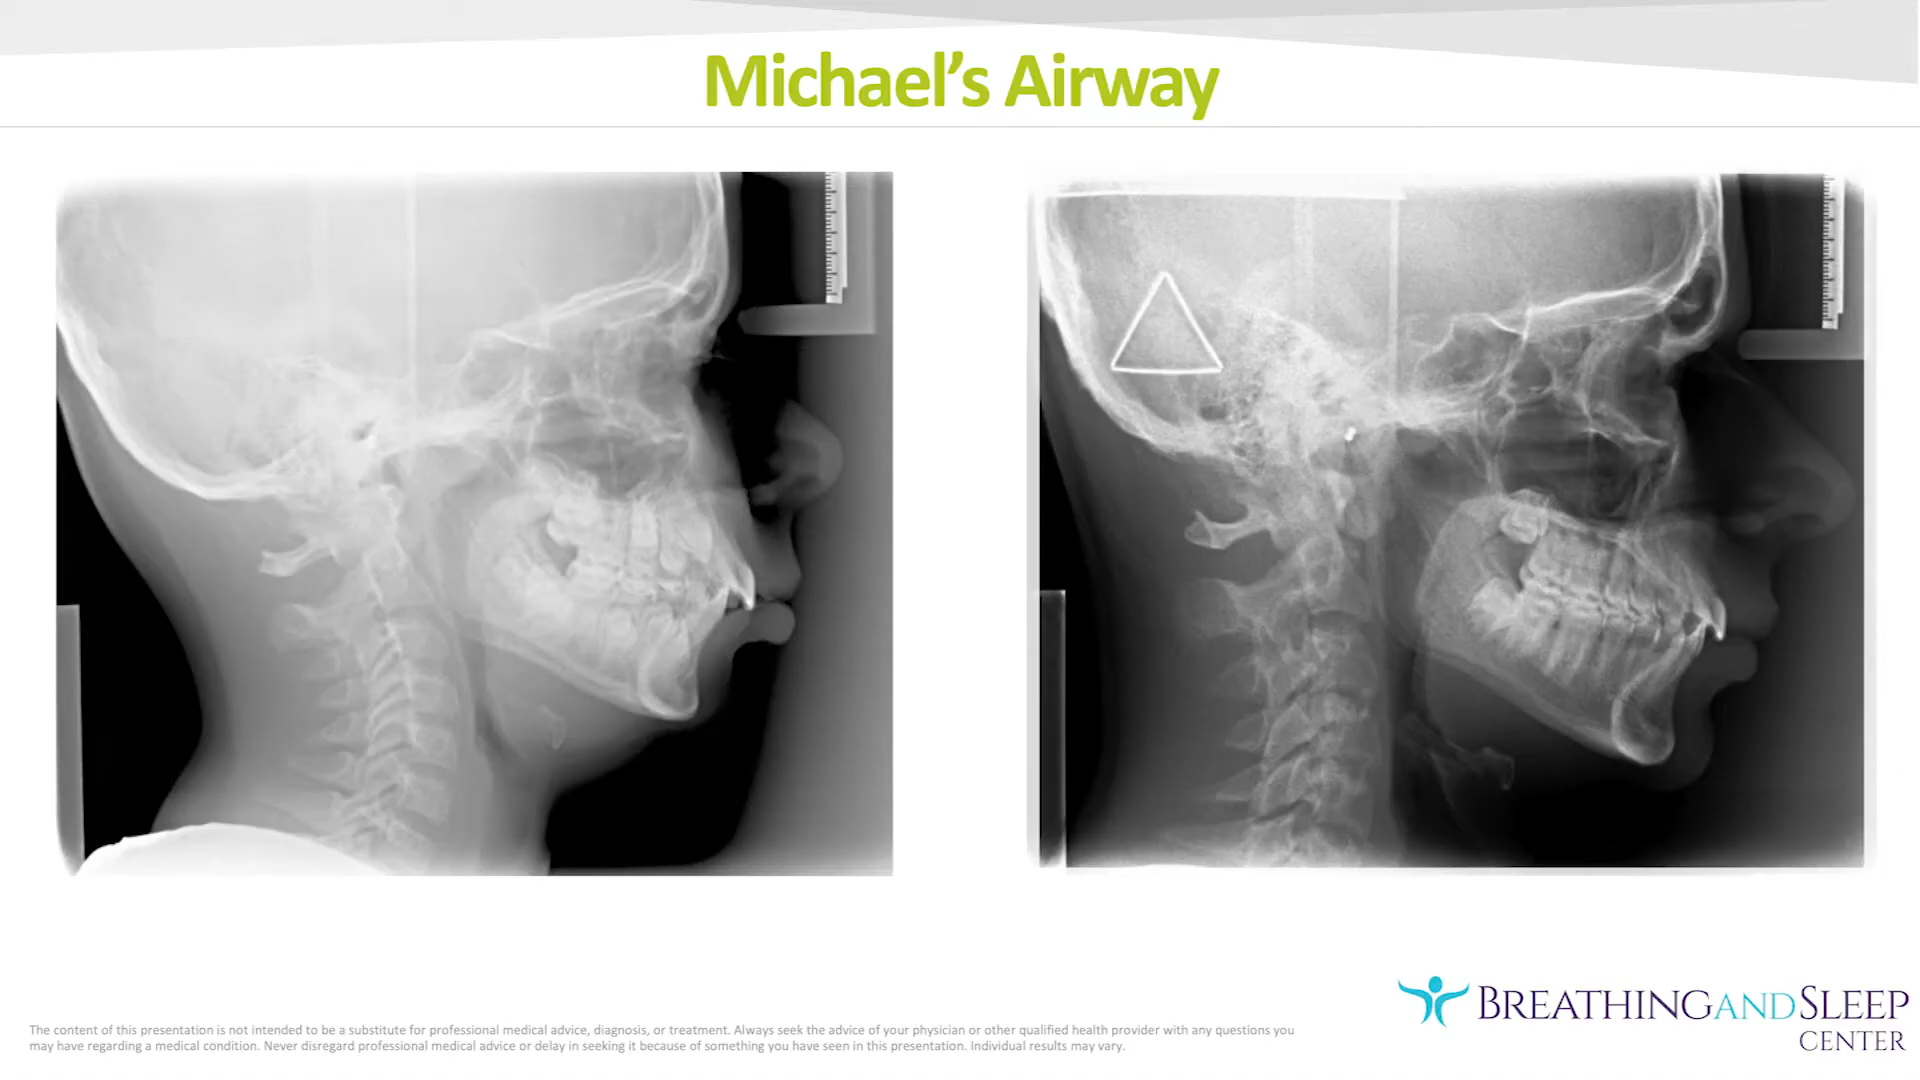 Michael’s Airway
BREATHINGANDSLEEP
CENTER
The content of this presentation is not intended to be a substitute for professional medical advice, diagnosis, or treatment. Always seek the advice of your physician or other qualified health provider with any questions you
may have regarding a medical condition. Never disregard professional medical advice or delay in seeking it because of something you have seen in this presentation. Individual results may vary.